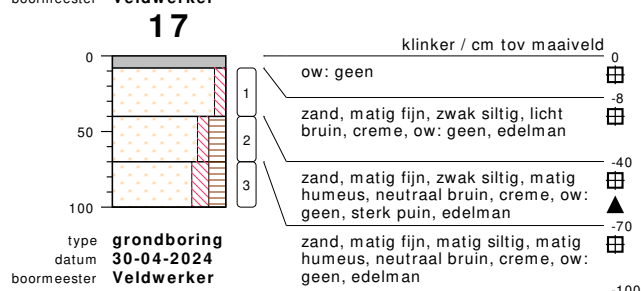 boormeester Veldwerker
17
klinker / cm tov maaiveld
0
0
ow: geen
-8
1
zand, matig fijn, zwak siltig, licht
bruin, creme, ow: geen, edelman
50
2
-40
zand, matig fijn, zwak siltig, matig
humeus, neutraal bruin, creme, ow:
geen, sterk puin, edelman
3
100
-70
zand, matig fijn, matig siltig, matig
humeus, neutraal bruin, creme, ow:
geen, edelman
-100
type grondboring
datum 30-04-2024
boormeester Veldwerker